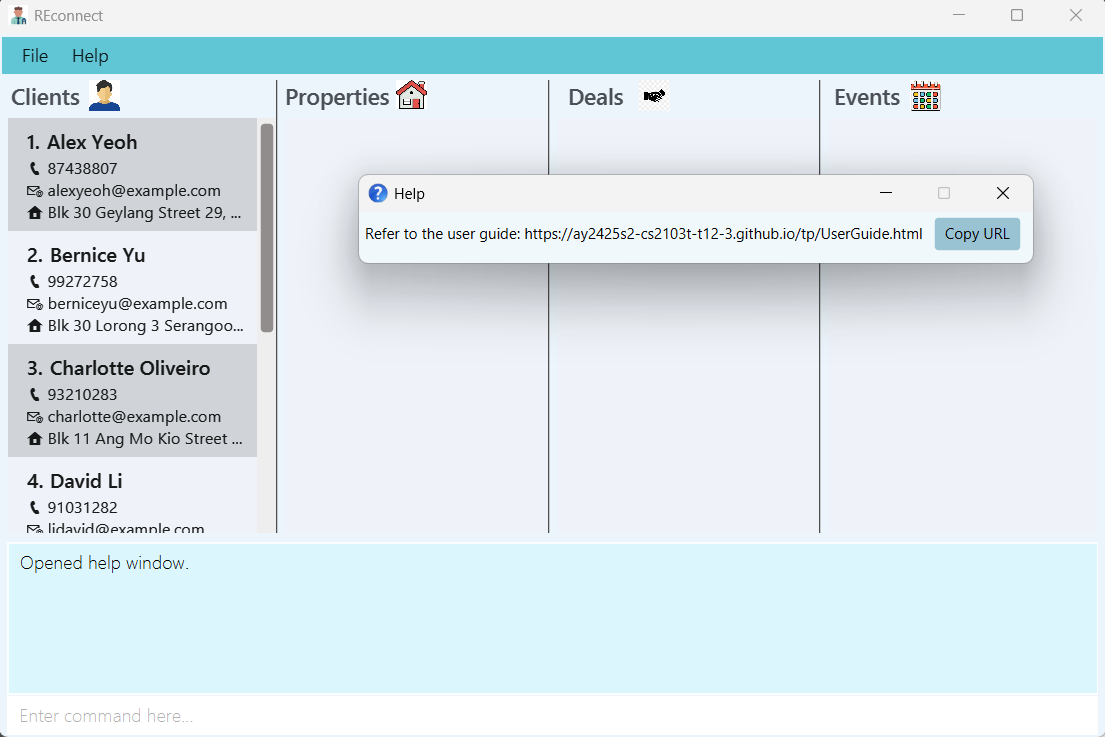 REconnect
File Help
Clients
Properties
Deals
Events
1. Alex Yeoh
87438807
alexyeoh@example.com
Blk 30 Geylang Street 29, ...
2. Bernice Yu
99272758
berniceyu@example.com
Blk 30 Lorong 3 Serangoo...
3. Charlotte Oliveiro
93210283
charlotte@example.com
Blk 11 Ang Mo Kio Street ...
4. David Li
91031282
lidavid@example.com
Help
Refer to the user guide: https://ay2425s2-cs2103t-t12-3.github.io/tp/UserGuide.html
Copy URL
Opened help window.
Enter command here...